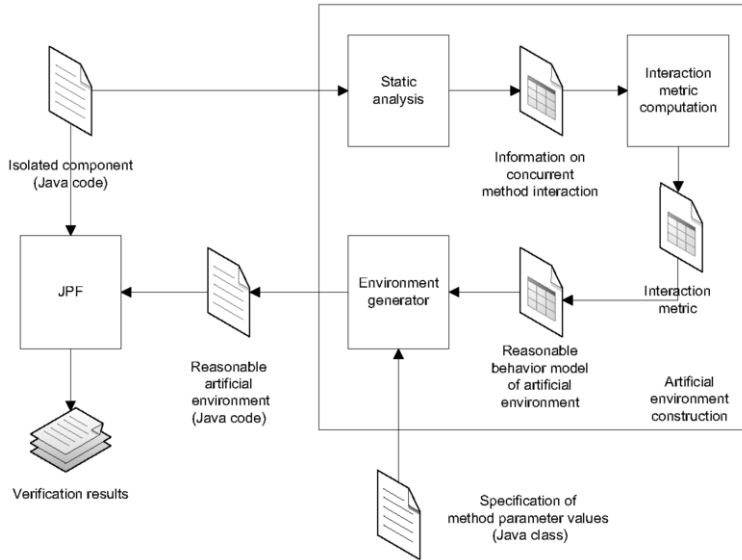 Static
analysis
Interaction
metric
computation
Isolated component
(Java code)
Information on
concurrent
method interaction
JPF
Environment
generator
Interaction
metric
Reasonable
artificial
environment
(Java code)
Reasonable
behavior model
of artificial
environment
Artificial
environment
construction
Verification results
Specification of
method parameter values
(Java class)